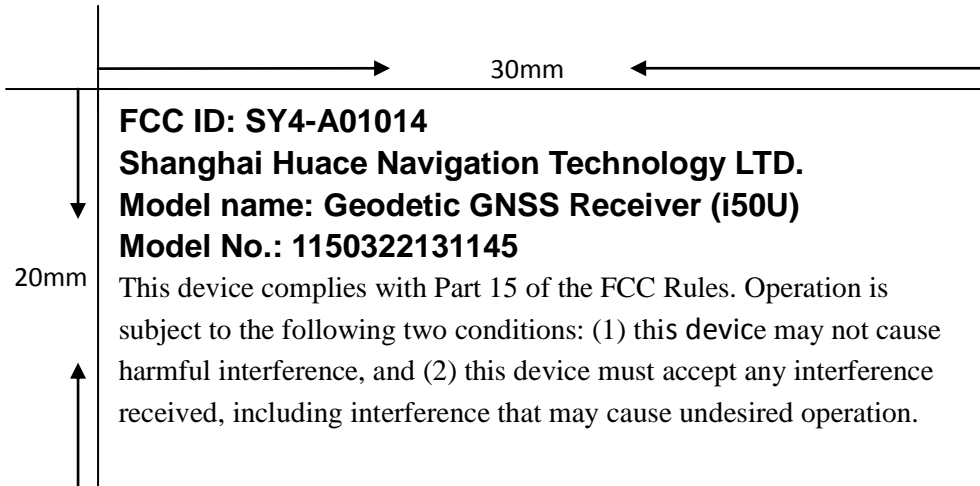 30mm
FCC ID: SY4-A01014
Shanghai Huace Navigation Technology LTD.
Model name: Geodetic GNSS Receiver (i50U)
Model No.: 1150322131145
20mm
This device complies with Part 15 of the FCC Rules. Operation is
subject to the following two conditions: (1) this device may not cause
harmful interference, and (2) this device must accept any interference
received, including interference that may cause undesired operation.